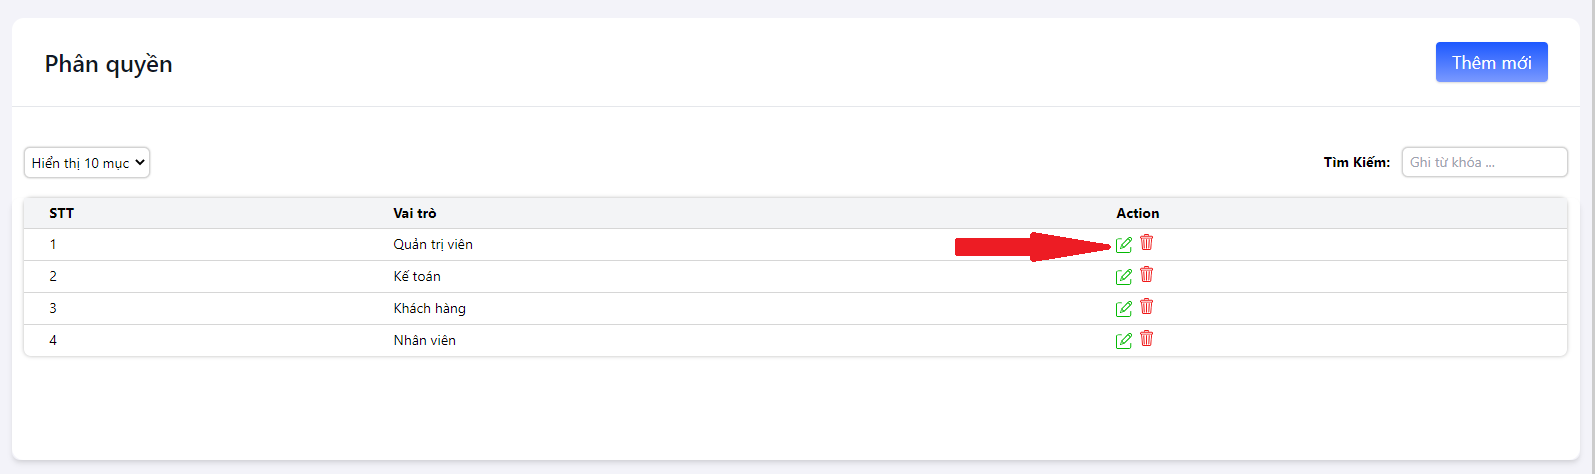 Phân quyền
Thêm mới
Hiển thị 10 mục
Tìm Kiếm: Ghi từ khóa ...
STT Vai trò Action
1 Quản trị viên
2 Kế toán
3 Khách hàng
4 Nhân viên